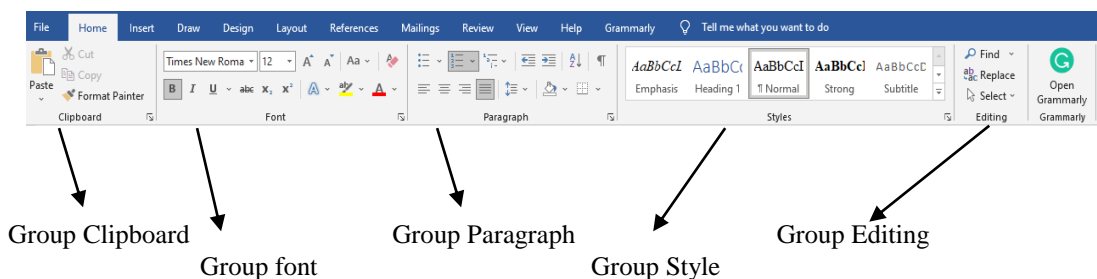 File Home Insert Draw Design Layout References Mailings Review View Help Grammarly Tell me what you want to do
Cut
Copy
Paste
Format Painter
Clipboard
Times New Roma 12 A A Aa
B I U abc x₂ x² A aby A
Font
Paragraph
AaBbCcI AaBbC( AaBbCcI AaBbCcI AaBbCcD
Emphasis Heading 1 ¶ Normal Strong Subtitle
Styles
Find
Replace
Select
Editing
G
Open
Grammarly
Grammarly
Group Clipboard Group Paragraph Group Editing
Group font Group Style